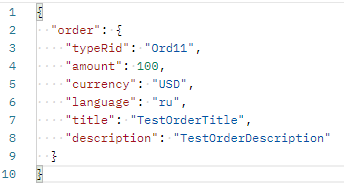 1 {
2   "order": {
3     "typeRid": "Ord11",
4     "amount": 100,
5     "currency": "USD",
6     "language": "ru",
7     "title": "TestOrderTitle",
8     "description": "TestOrderDescription"
9   }
10 }